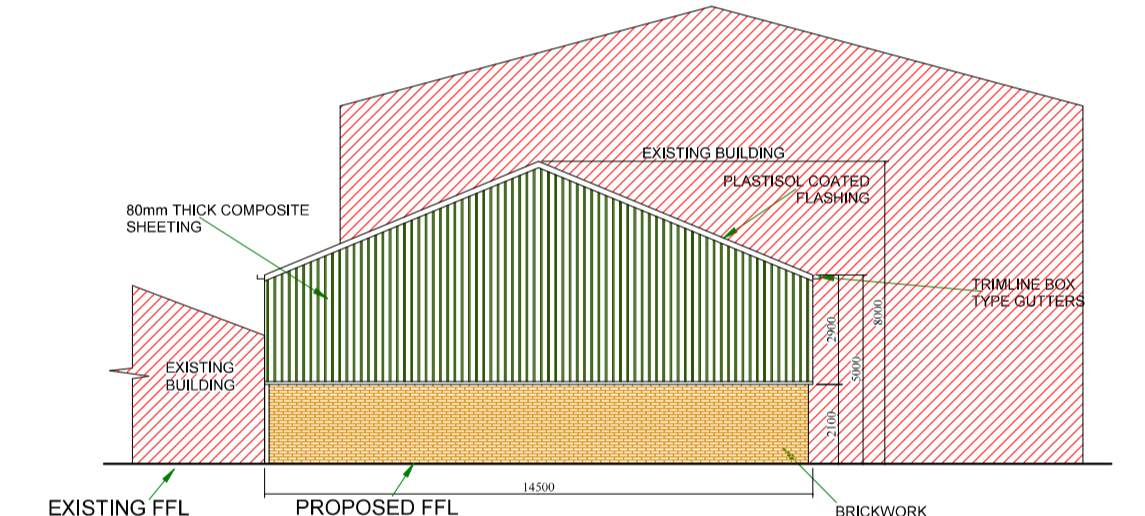 EXISTING BUILDING
PLASTISOL COATED
FLASHING
80mm THICK COMPOSITE
SHEETING
TRIMLINE BOX
TYPE GUTTERS
8000
2900
5000
EXISTING
BUILDING
2100
14500
EXISTING FFL
PROPOSED FFL
BRICKWORK